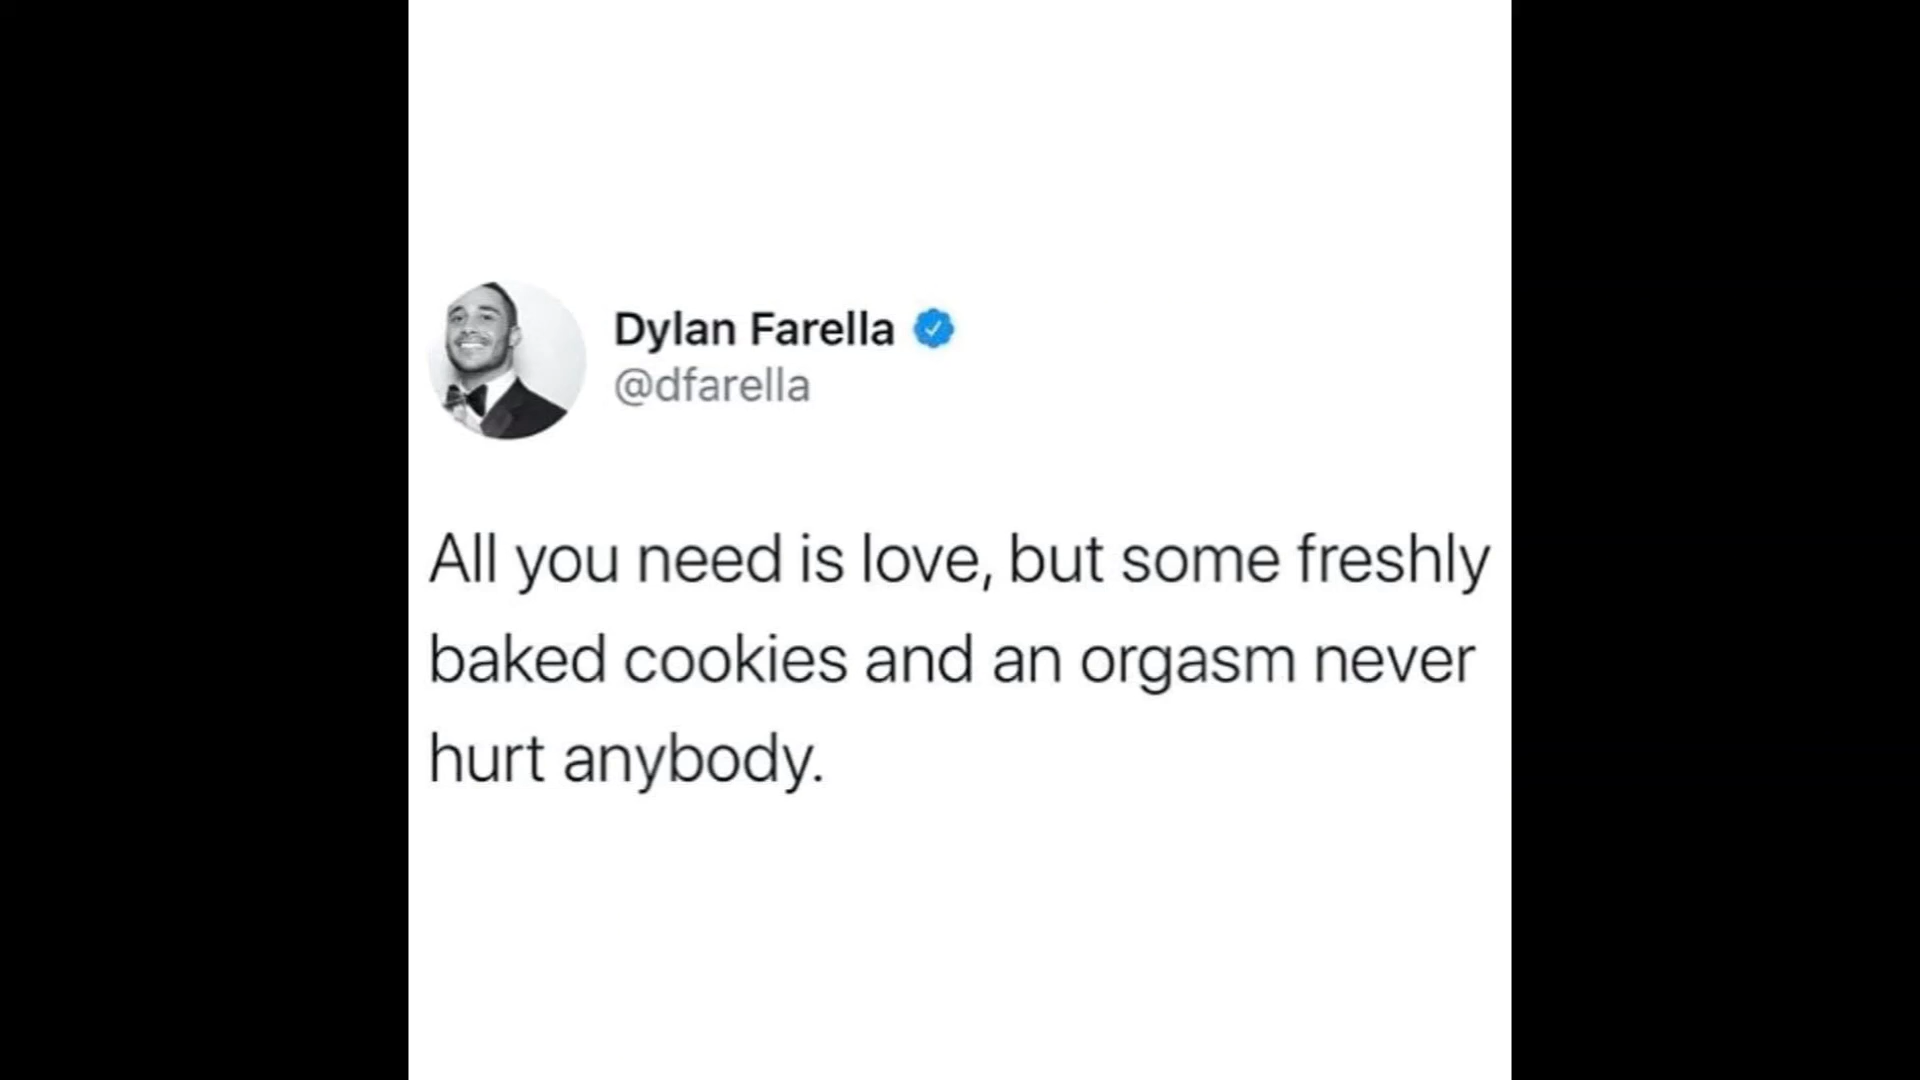 Dylan Farella
@dfarella
All you need is love, but some freshly
baked cookies and an orgasm never
hurt anybody.